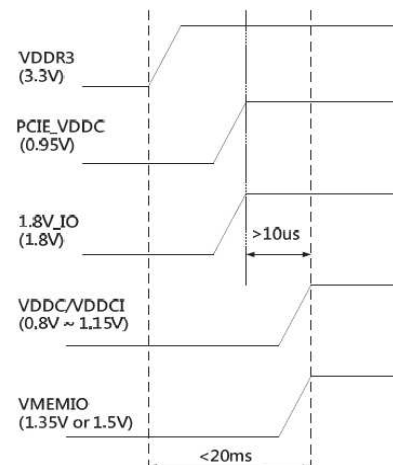 VDDR3
(3.3V)
PCIE_VDDC
(0.95V)
1.8V_IO
(1.8V)
>10us
VDDC/VDDCI
(0.8V ~ 1.15V)
VMEMIO
(1.35V or 1.5V)
<20ms